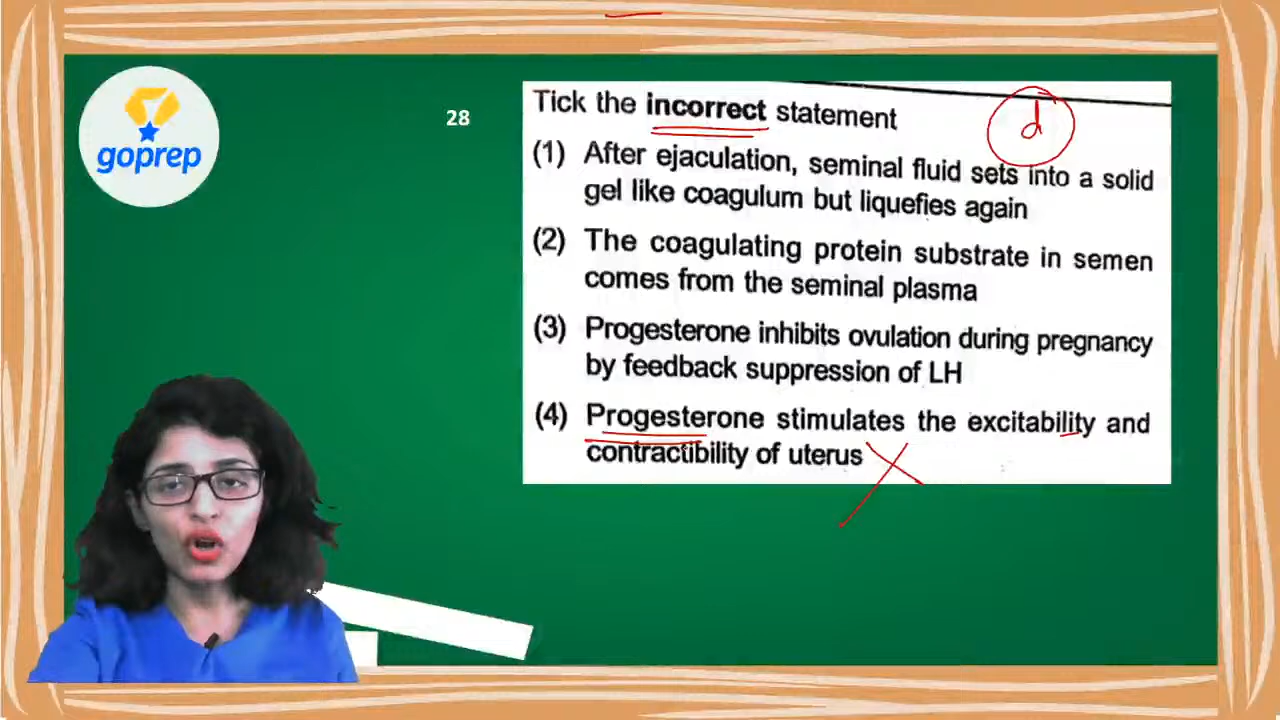 goprep
28
Tick the incorrect statement
d
(1) After ejaculation, seminal fluid sets into a solid
gel like coagulum but liquefies again
(2) The coagulating protein substrate in semen
comes from the seminal plasma
(3) Progesterone inhibits ovulation during pregnancy
by feedback suppression of LH
(4) Progesterone stimulates the excitability and
contractibility of uterus